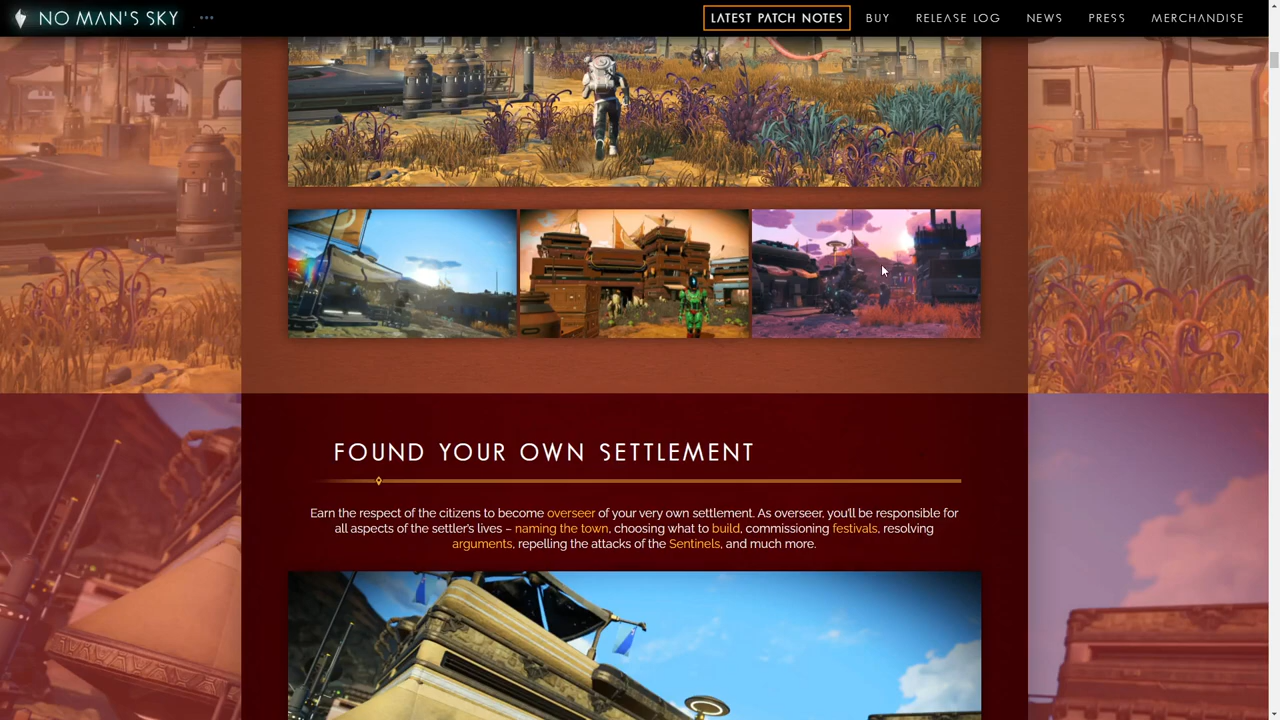 NO MAN'S SKY
LATEST PATCH NOTES
BUY
RELEASE LOG
NEWS
PRESS
MERCHANDISE
FOUND YOUR OWN SETTLEMENT
Earn the respect of the citizens to become overseer of your very own settlement. As overseer, you'll be responsible for
all aspects of the settler's lives – naming the town, choosing what to build, commissioning festivals, resolving
arguments, repelling the attacks of the Sentinels, and much more.